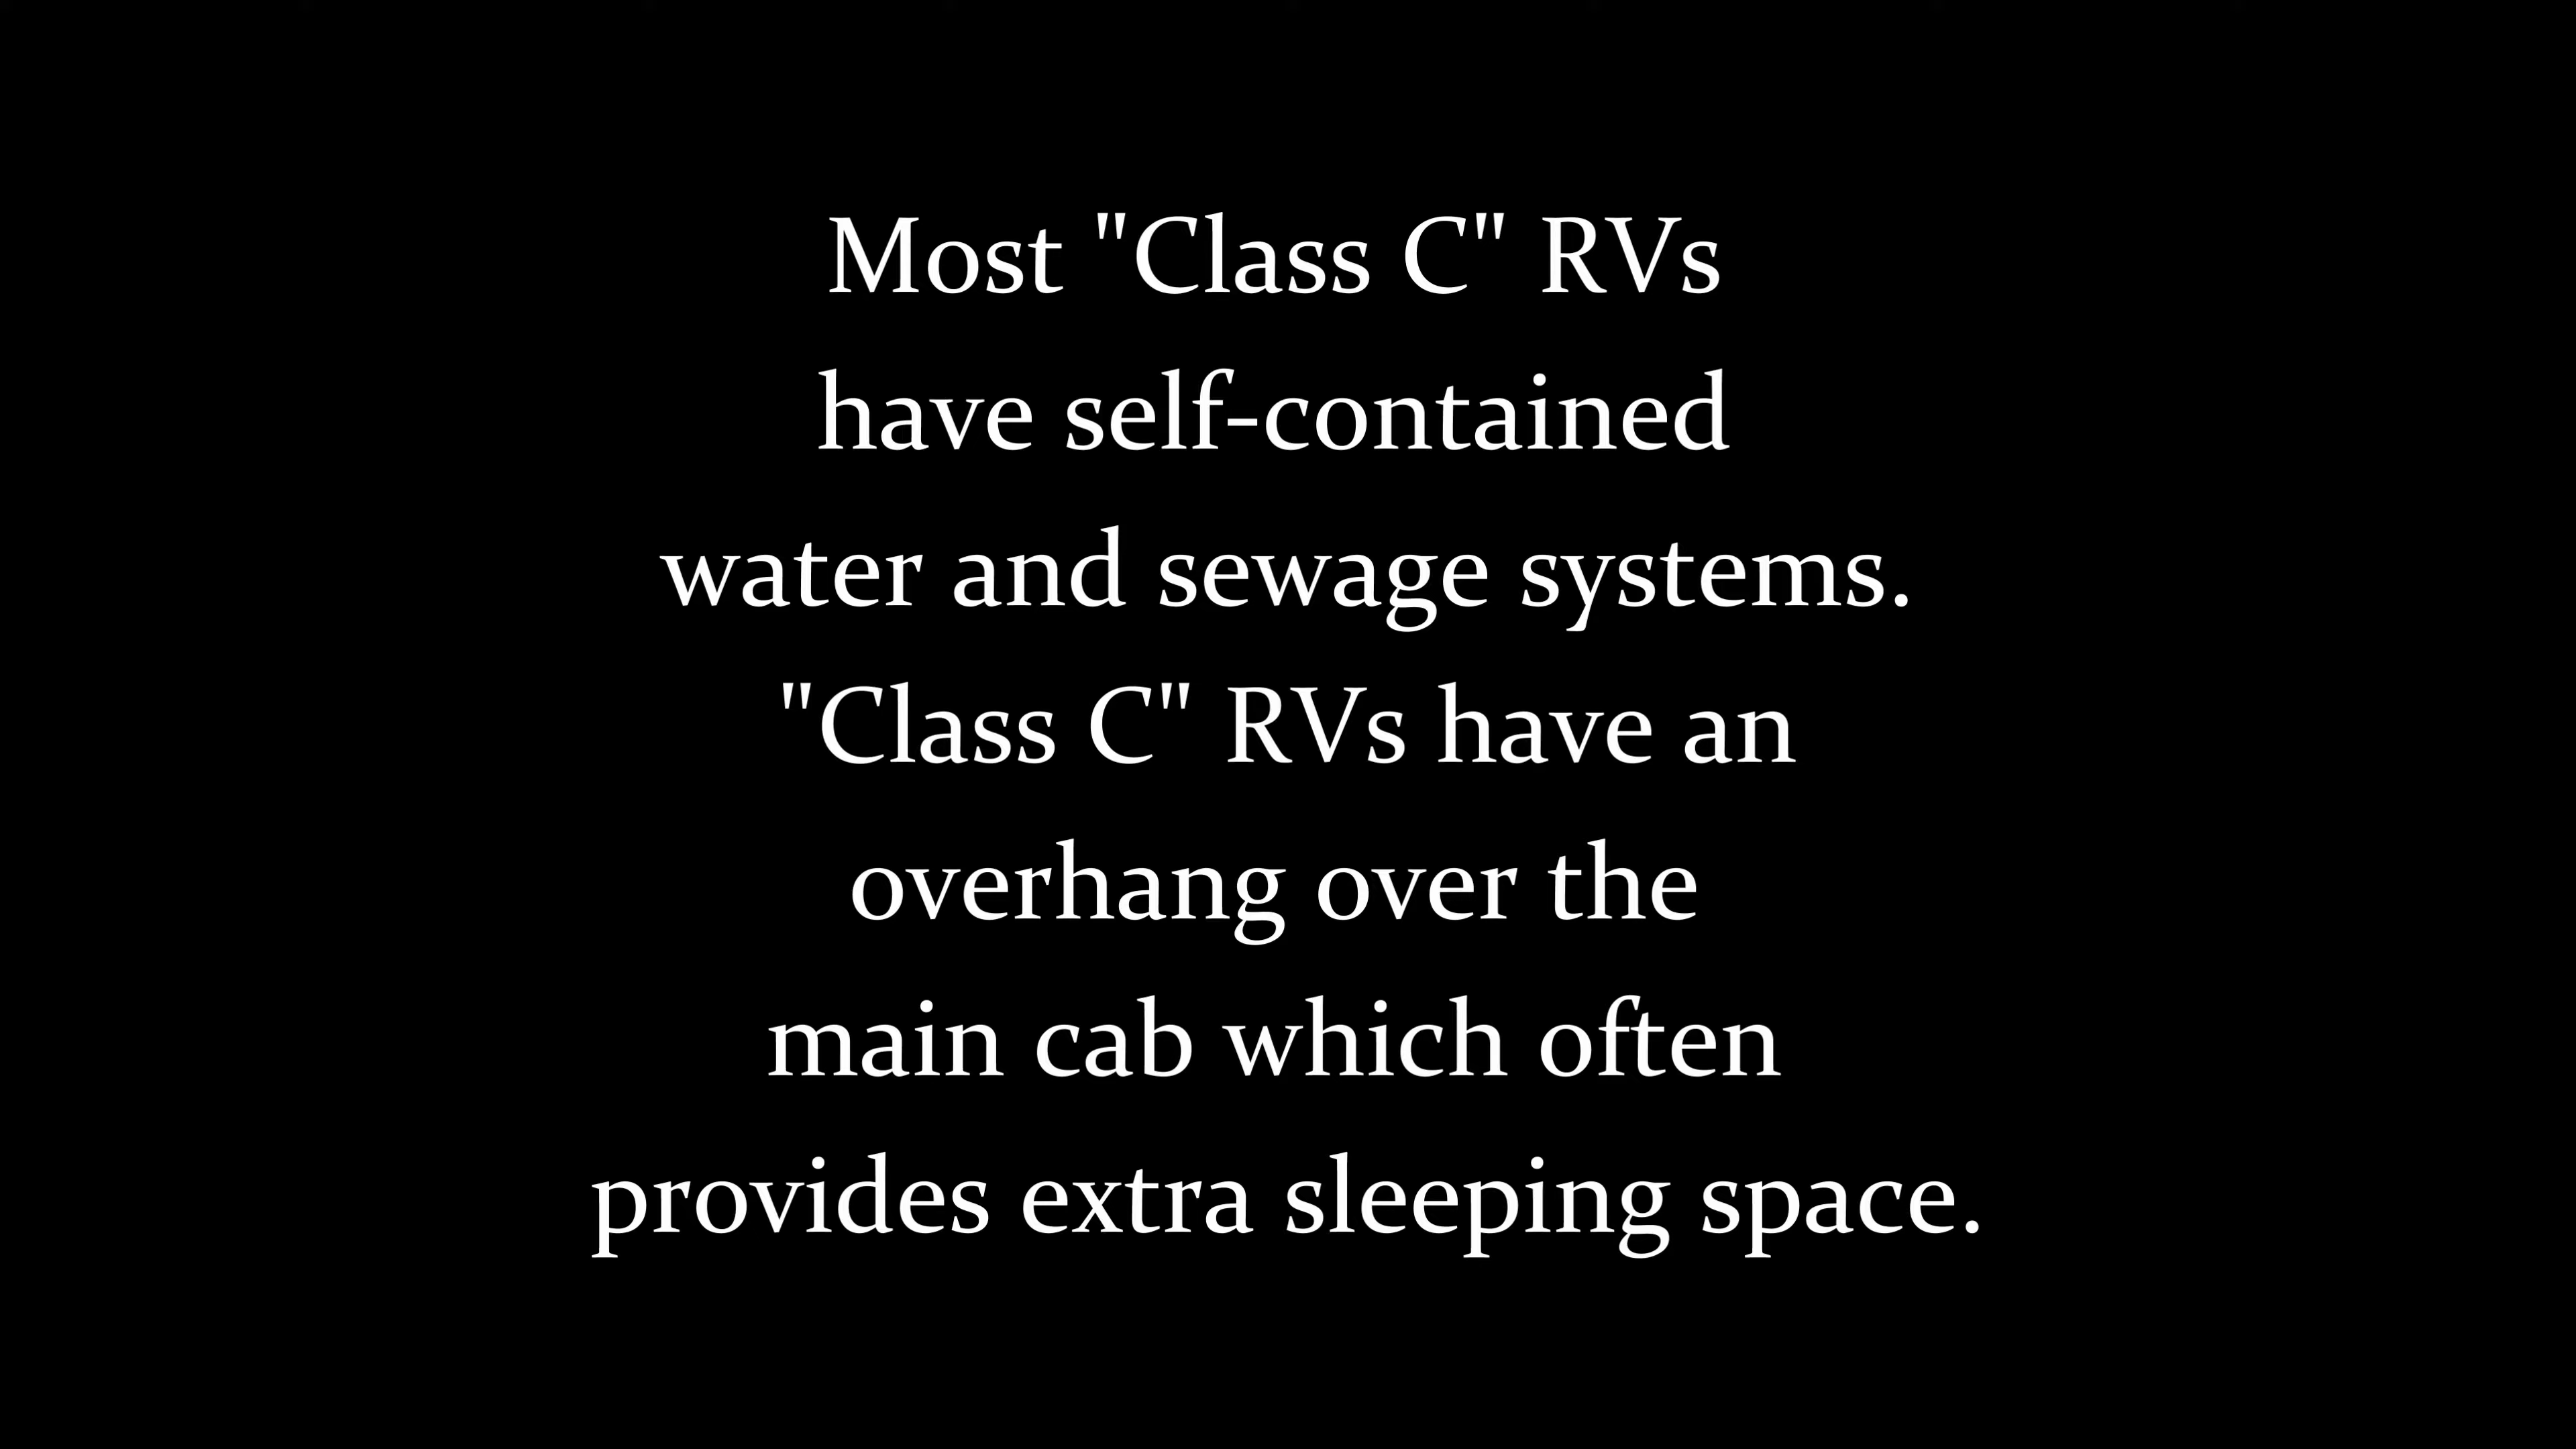 Most "Class C" RVs
have self-contained
water and sewage systems.
"Class C" RVs have an
overhang over the
main cab which often
provides extra sleeping space.